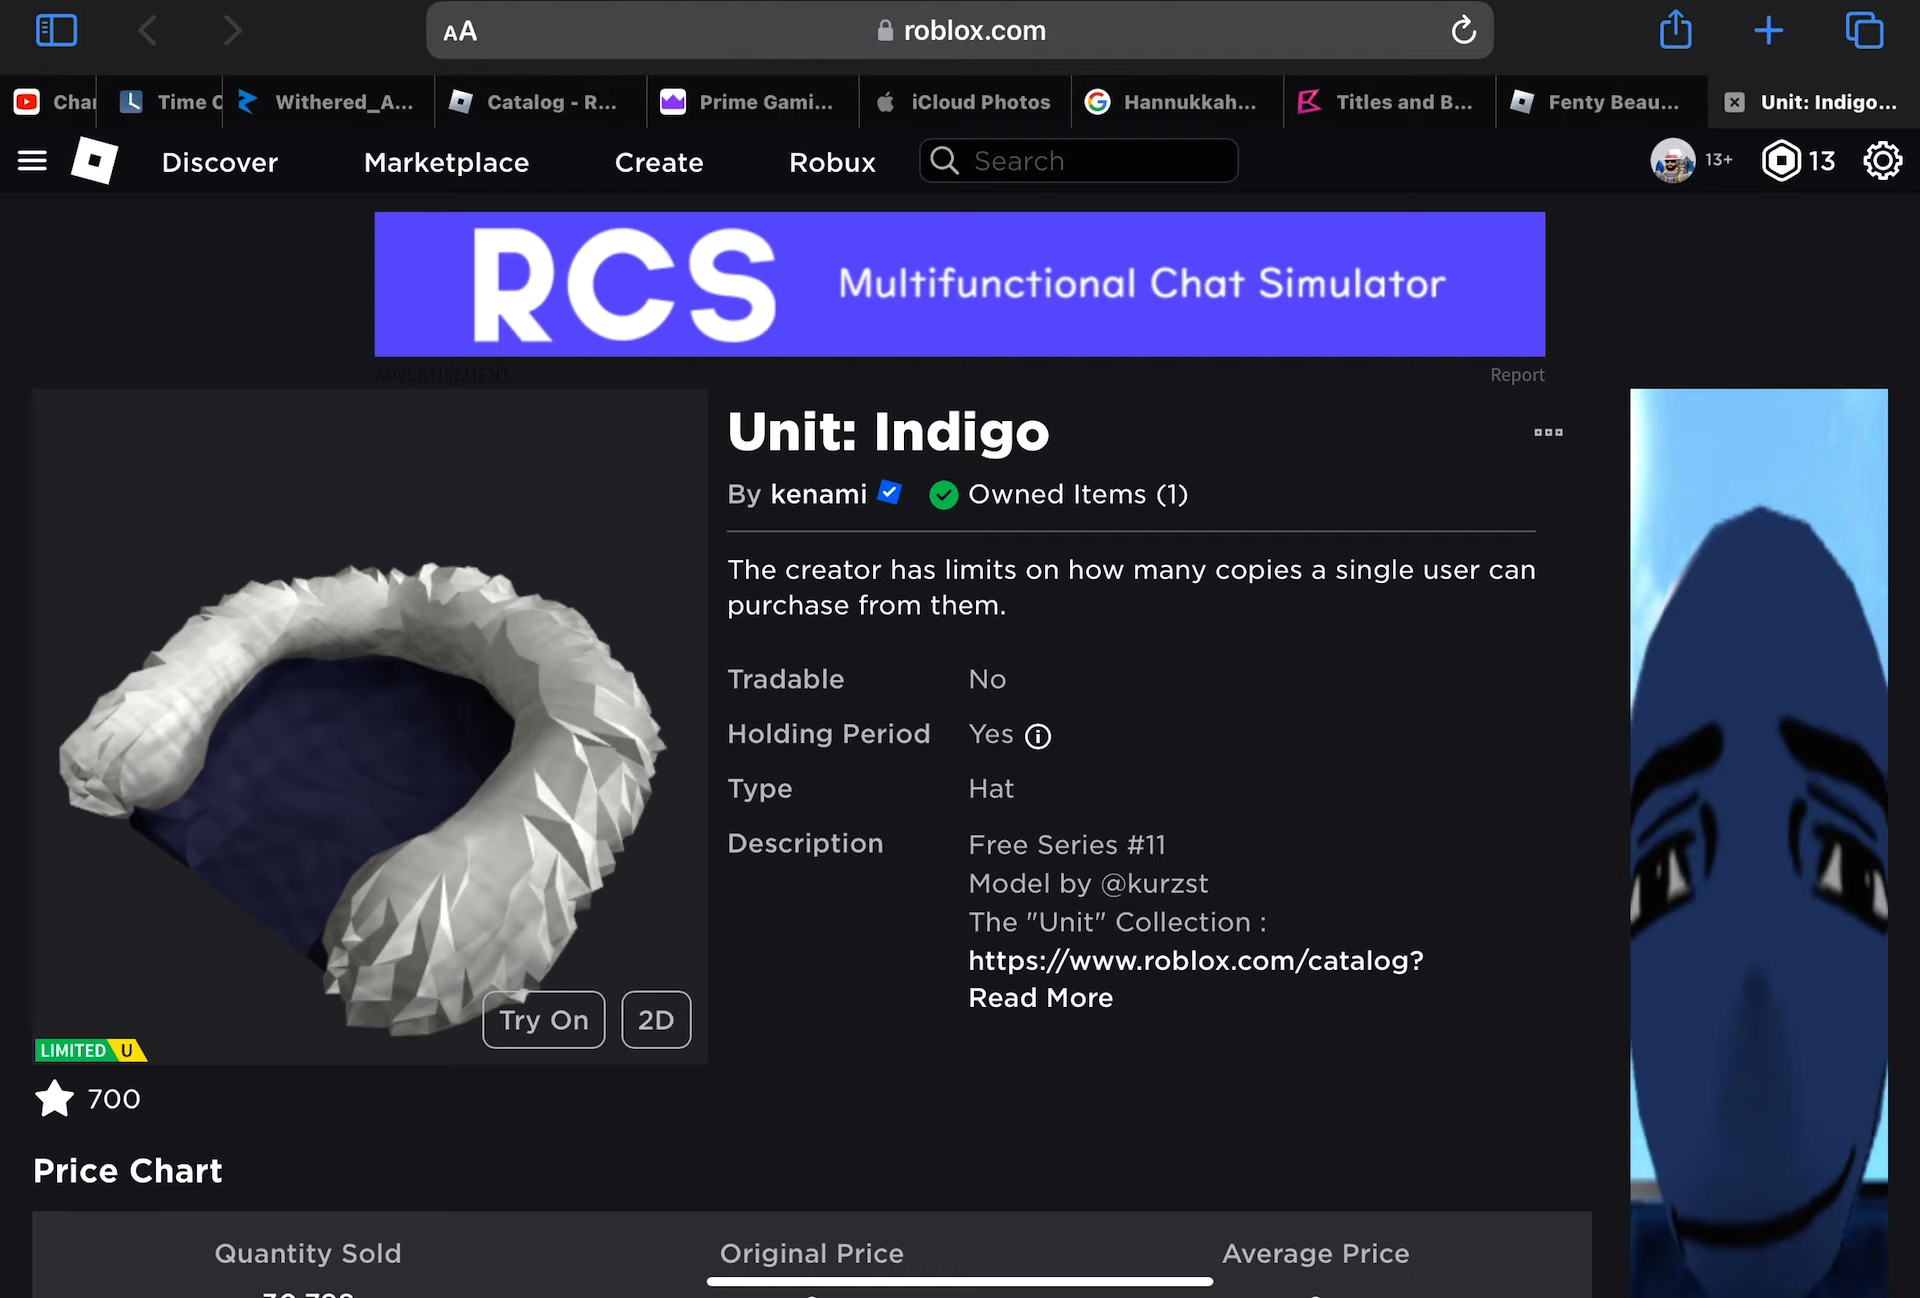 AA
roblox.com
Char
Time C
Withered_A...
Catalog - R...
Prime Gami...
iCloud Photos
Hannukkah...
Titles and B...
Fenty Beau...
Unit: Indigo...
Discover
Marketplace
Create
Robux
Search
13+
13
RCS Multifunctional Chat Simulator
ADVERTISEMENT
Report
Unit: Indigo
By kenami
Owned Items (1)
The creator has limits on how many copies a single user can
purchase from them.
Tradable No
Holding Period Yes
Type Hat
Description Free Series #11
Model by @kurzst
The "Unit" Collection :
https://www.roblox.com/catalog?
Read More
Try On
2D
LIMITED U
700
Price Chart
Quantity Sold
Original Price
Average Price